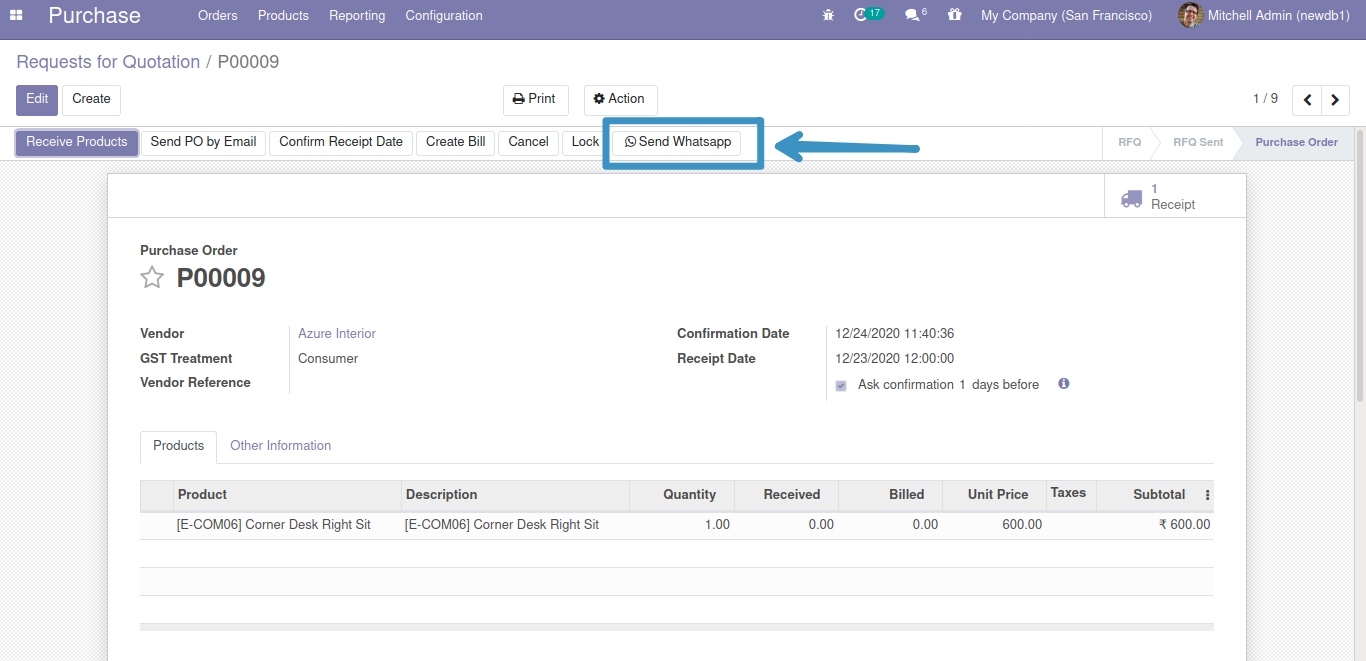 Purchase Orders Products Reporting Configuration 17 6 My Company (San Francisco) Mitchell Admin (newdb1)
Requests for Quotation / P00009
Edit Create Print Action 1 / 9
Receive Products Send PO by Email Confirm Receipt Date Create Bill Cancel Lock Send Whatsapp RFQ RFQ Sent Purchase Order
1
Receipt
Purchase Order
P00009
Vendor Azure Interior Confirmation Date 12/24/2020 11:40:36
GST Treatment Consumer Receipt Date 12/23/2020 12:00:00
Vendor Reference Ask confirmation 1 days before
Products Other Information
Product Description Quantity Received Billed Unit Price Taxes Subtotal
[E-COM06] Corner Desk Right Sit [E-COM06] Corner Desk Right Sit 1.00 0.00 0.00 600.00 ₹ 600.00